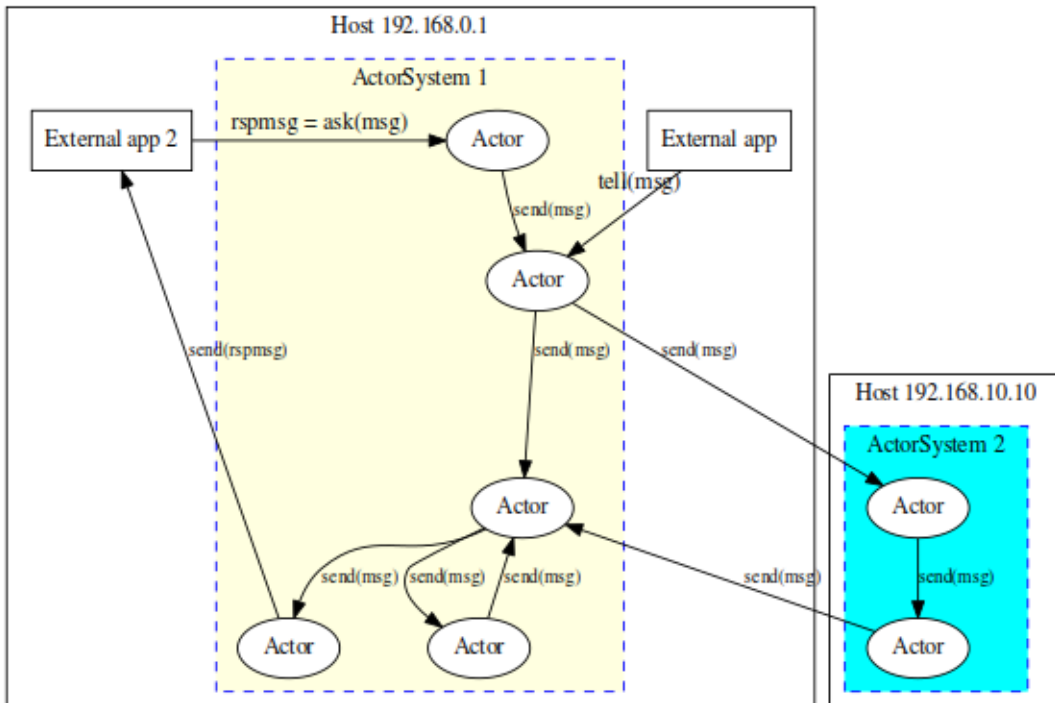 Host 192.168.0.1
ActorSystem 1
External app 2
rspmsg = ask(msg)
Actor
External app
tell(msg)
send(msg)
Actor
send(rspmsg)
send(msg)
send(msg)
Host 192.168.10.10
ActorSystem 2
Actor
Actor
send(msg)
send(msg)
send(msg)
send(msg)
send(msg)
Actor
Actor
Actor